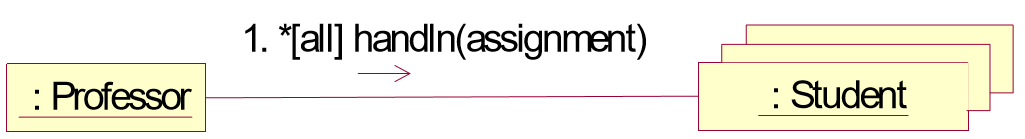 1. *[all] handIn(assignment)
: Professor
: Student